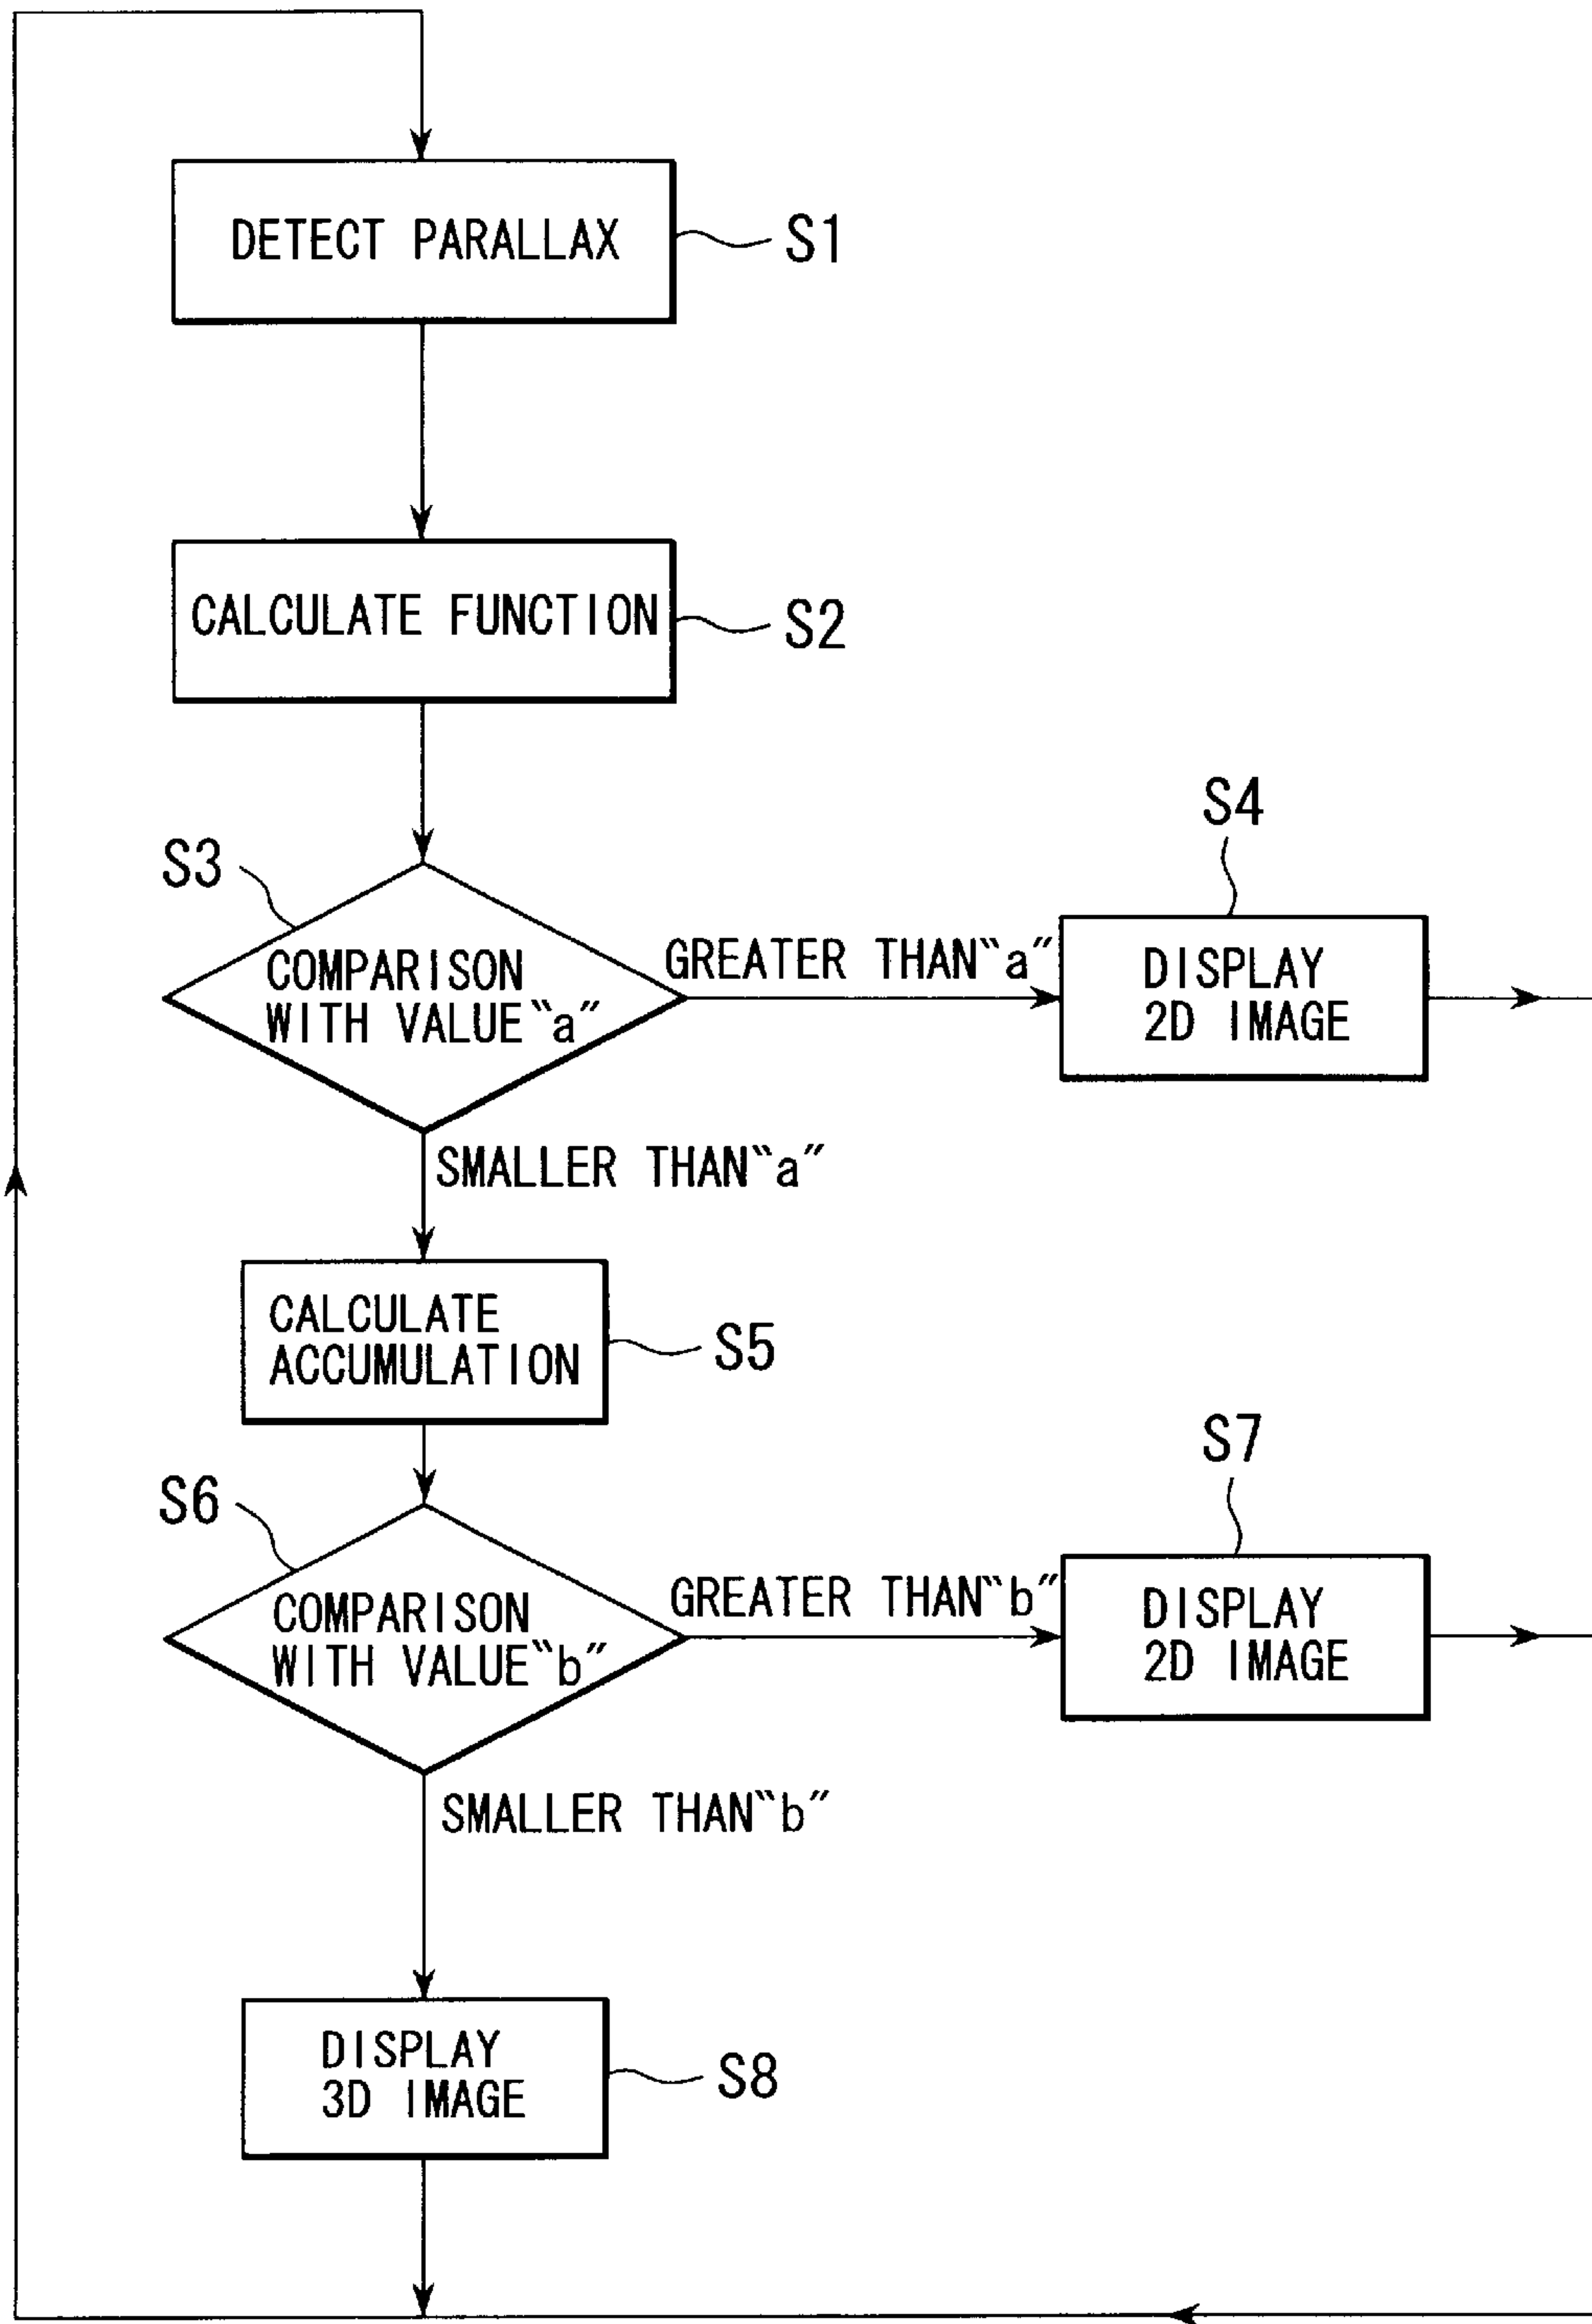 DETECT PARALLAX
S1
CALCULATE FUNCTION
S2
S3
COMPARISON
WITH VALUE‶a″
GREATER THAN‶a″
S4
DISPLAY
2D IMAGE
SMALLER THAN‶a″
CALCULATE
ACCUMULATION
S5
S6
COMPARISON
WITH VALUE‶b″
GREATER THAN‶b″
S7
DISPLAY
2D IMAGE
SMALLER THAN‶b″
DISPLAY
3D IMAGE
S8